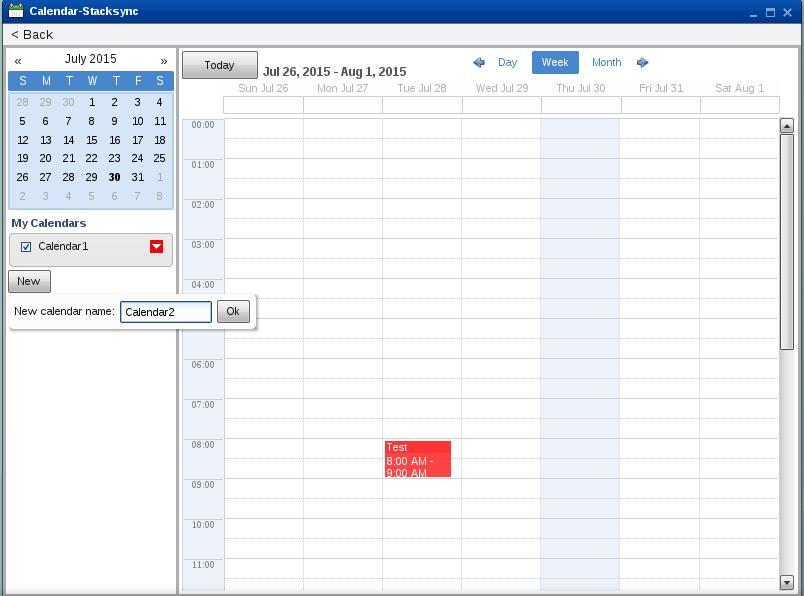 Calendar-Stacksync
< Back
« July 2015 »
S M T W T F S
28 29 30 1 2 3 4
5 6 7 8 9 10 11
12 13 14 15 16 17 18
19 20 21 22 23 24 25
26 27 28 29 30 31 1
2 3 4 5 6 7 8
My Calendars
Calendar1
New
New calendar name: Calendar2 Ok
Today
Jul 26, 2015 - Aug 1, 2015
Day Week Month
Sun Jul 26 Mon Jul 27 Tue Jul 28 Wed Jul 29 Thu Jul 30 Fri Jul 31 Sat Aug 1
00:00
01:00
02:00
03:00
04:00
06:00
07:00
08:00
Test
8:00 AM -
9:00 AM
09:00
10:00
11:00